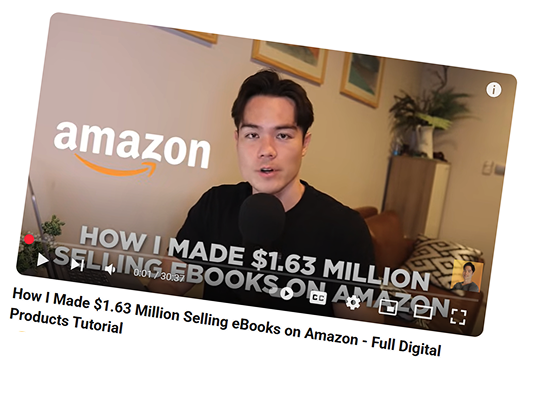 amazon
HOW I MADE $1.63 MILLION
SELLING EBOOKS ON AMAZON
0:01 / 30:37
CC
How I Made $1.63 Million Selling eBooks on Amazon - Full Digital
Products Tutorial